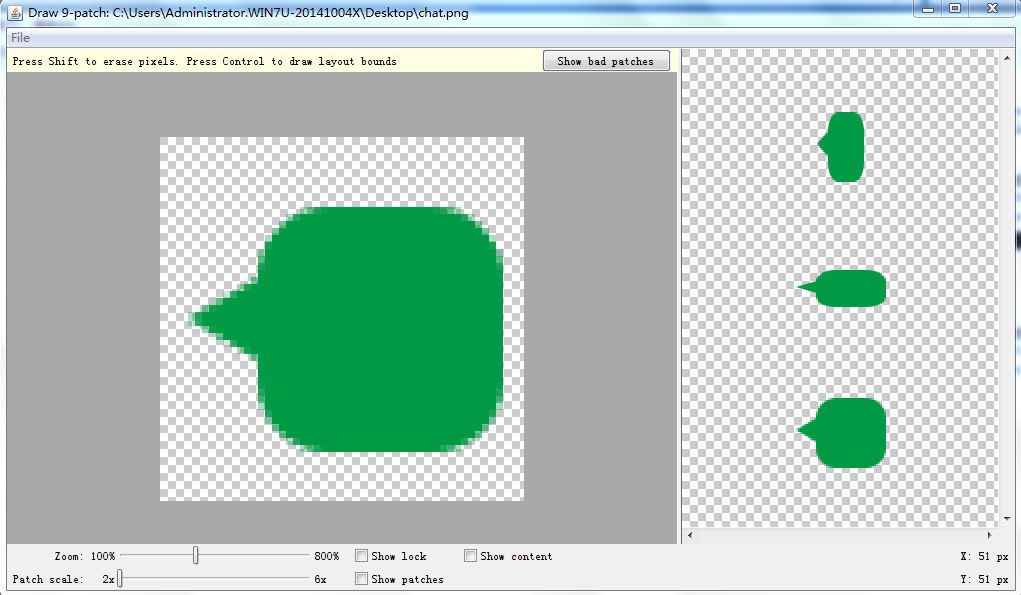 Draw 9-patch: C:\Users\Administrator.WIN7U-20141004X\Desktop\chat.png
File
Press Shift to erase pixels. Press Control to draw layout bounds
Show bad patches
Zoom: 100% 800% Show lock Show content X: 51 px
Patch scale: 2x 6x Show patches Y: 51 px